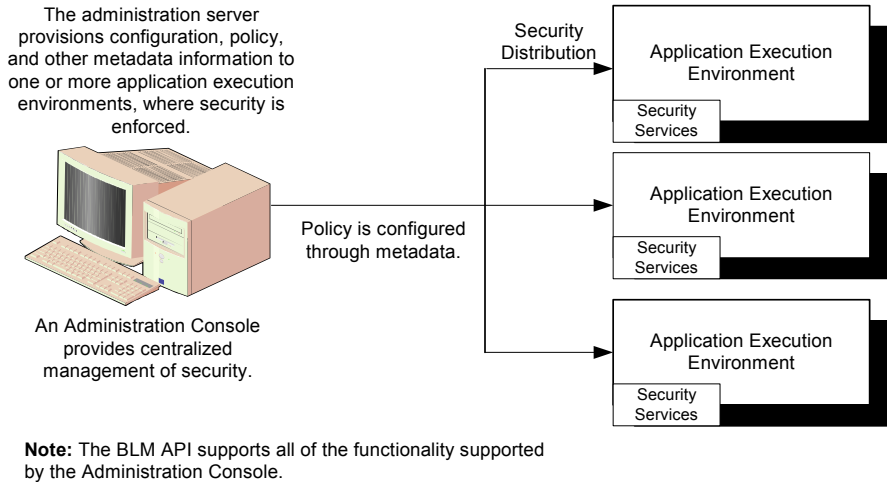 The administration server
provisions configuration, policy,
and other metadata information to
one or more application execution
environments, where security is
enforced.
An Administration Console
provides centralized
management of security.
Policy is configured
through metadata.
Security
Distribution
Application Execution
Environment
Security
Services
Application Execution
Environment
Security
Services
Application Execution
Environment
Security
Services
Note: The BLM API supports all of the functionality supported
by the Administration Console.